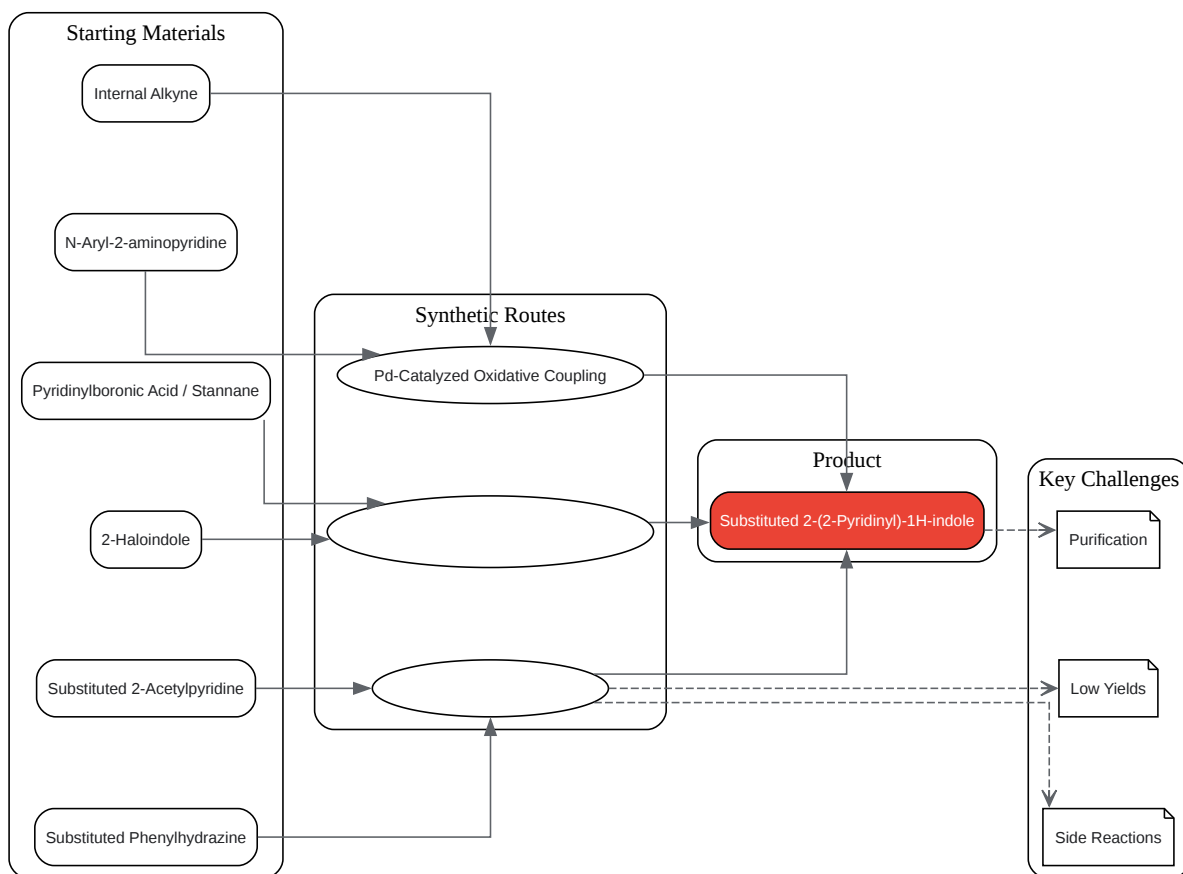 Starting Materials
Internal Alkyne
N-Aryl-2-aminopyridine
Pyridinylboronic Acid / Stannane
2-Haloindole
Substituted 2-Acetylpyridine
Substituted Phenylhydrazine
Synthetic Routes
Pd-Catalyzed Oxidative Coupling
Product
Substituted 2-(2-Pyridinyl)-1H-indole
Key Challenges
Purification
Low Yields
Side Reactions